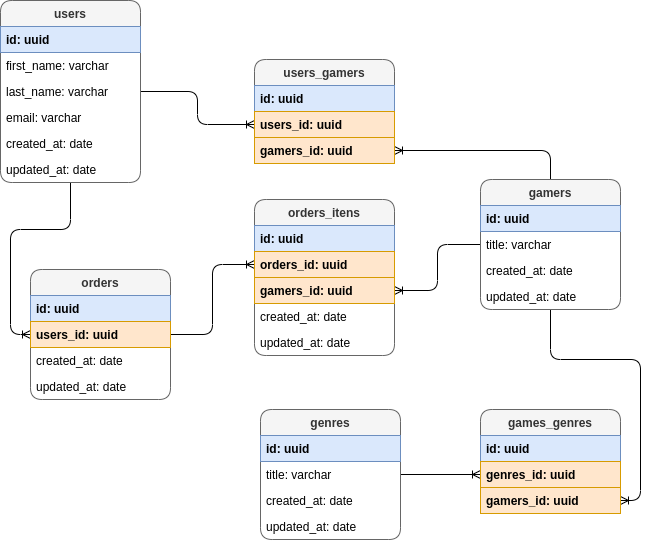 users
id: uuid
first_name: varchar
last_name: varchar
email: varchar
created_at: date
updated_at: date
users_gamers
id: uuid
users_id: uuid
gamers_id: uuid
gamers
id: uuid
title: varchar
created_at: date
updated_at: date
orders_itens
id: uuid
orders_id: uuid
gamers_id: uuid
created_at: date
updated_at: date
orders
id: uuid
users_id: uuid
created_at: date
updated_at: date
genres
id: uuid
title: varchar
created_at: date
updated_at: date
games_genres
id: uuid
genres_id: uuid
gamers_id: uuid